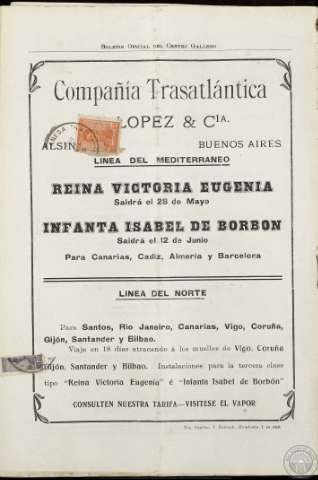 BOLETIN OFICIAL DEL CENTRO GALLEGO
Compañía Trasatlántica
LOPEZ & CIA.
ALSIN BUENOS AIRES
LINEA DEL MEDITERRANEO
REINA VICTORIA EUGENIA
Saldrá el 28 de Mayo
INFANTA ISABEL DE BORBON
Saldrá el 12 de Junio
Para Canarias, Cadiz, Almeria y Barcelona
LINEA DEL NORTE
Para Santos, Rio Janeiro, Canarias, Vigo, Coruña,
Gijón, Santander y Bilbao.
Viaje en 18 dias atracando á los muelles de Vigo, Coruña
Gijón, Santander y Bilbao. Instalaciones para la tercera clase
tipo "Reina Victoria Eugenia" é "Infanta Isabel de Borbón"
CONSULTEN NUESTRA TARIFA—VISITESE EL VAPOR